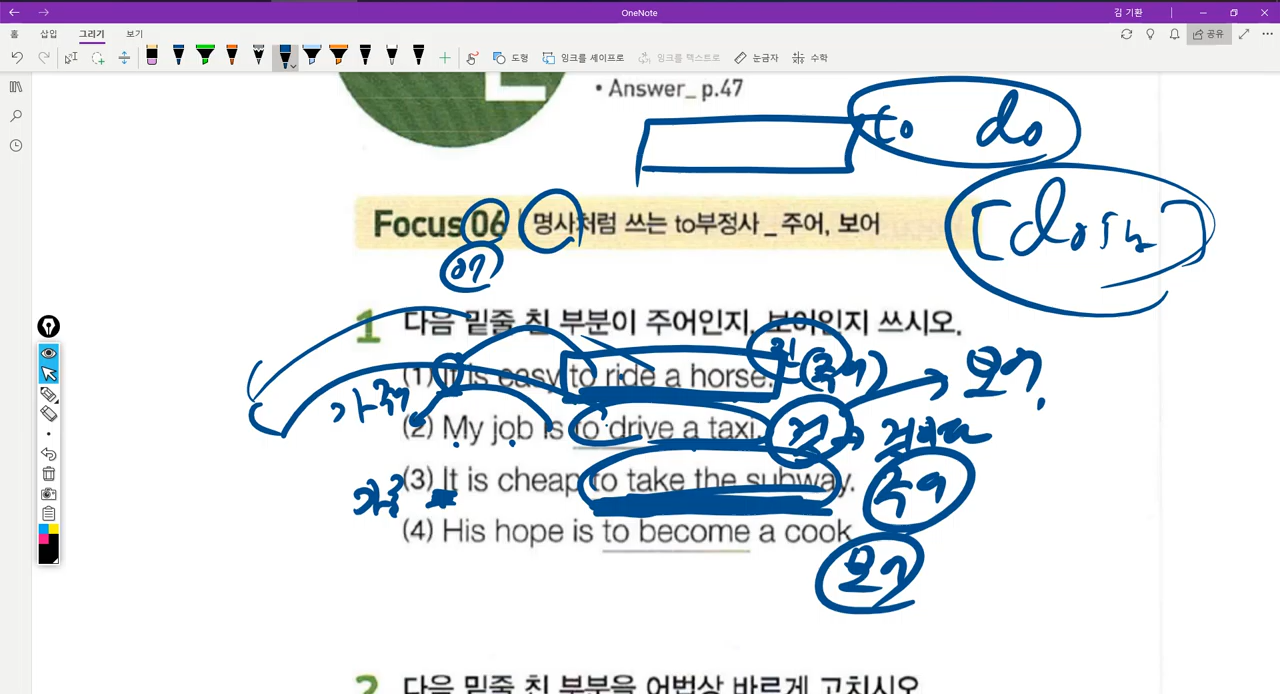 OneNote
김 기환
홈 삽입 그리기 보기
공유
도형 잉크를 셰이프로 잉크를 텍스트로 눈금자 수학
• Answer_ p.47
to do
Focus 06 명사처럼 쓰는 to부정사 _ 주어, 보어
[doing]
1 다음 밑줄 친 부분이 주어인지, 보어인지 쓰시오.
(1) It is easy to ride a horse. 진(주어)
보어
가주어
(2) My job is to drive a taxi.
(3) It is cheap to take the subway. 주어
(4) His hope is to become a cook.
보어
2 다음 밑줄 친 부분을 어법상 바르게 고치시오